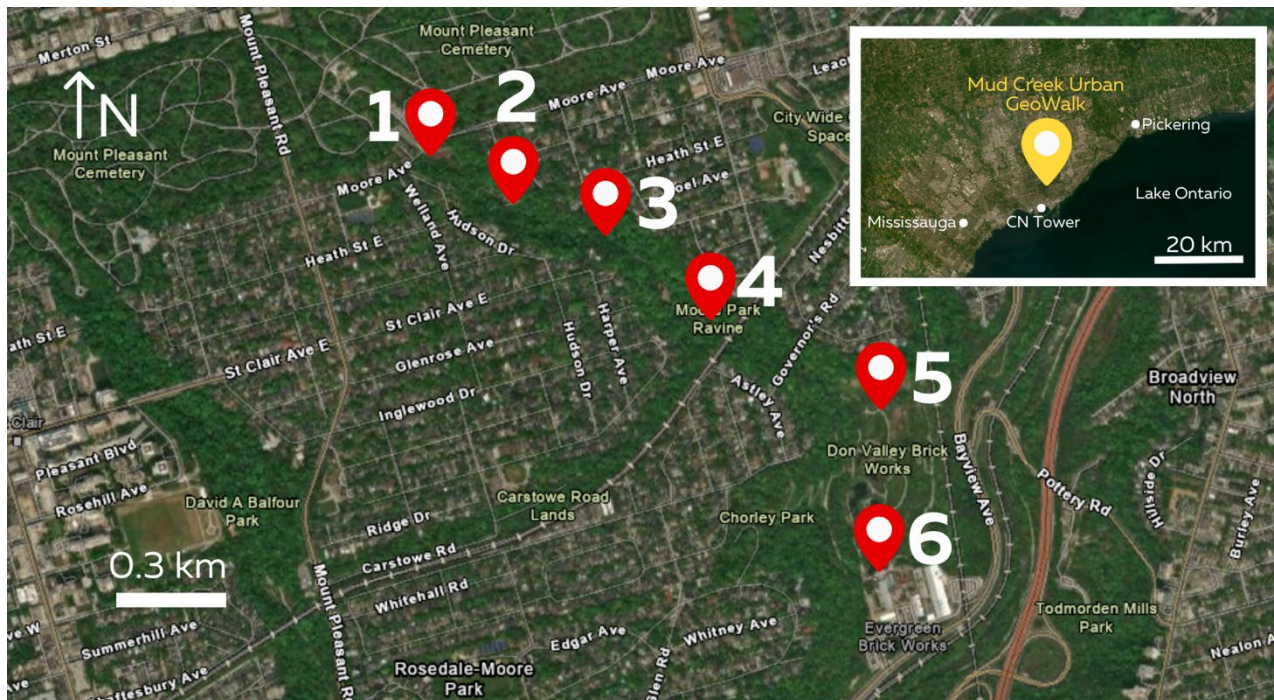 Merton St
Mount Pleasant Rd
Mount Pleasant
Cemetery
Moore Ave
Moore Ave
N
1
2
City Wide
Space
Mud Creek Urban
GeoWalk
Pickering
Lake Ontario
Mississauga
CN Tower
20 km
Mount Pleasant
Cemetery
Moore Ave
Welland Ave
Hudson Dr
Heath St E
3
Heath St E
4
Moore Park
Ravine
Governor's Rd
St Clair Ave E
St Clair Ave E
Glenrose Ave
Inglewood Dr
Hudson Dr
Harper Ave
Astley Ave
5
Broadview
North
Clair
Pleasant Blvd
Rosehill Ave
David A Balfour
Park
Don Valley Brick
Works
Bayview Ave
Pottery Rd
Hillside Dr
Burley Ave
Carstowe Road
Lands
Chorley Park
Ridge Dr
6
0.3 km
Carstowe Rd
Whitehall Rd
Mount Pleasant
Summerhill Ave
Edgar Ave
Whitney Ave
Evergreen
Brick Works
Todmorden Mills
Park
Rosedale-Moore
Park